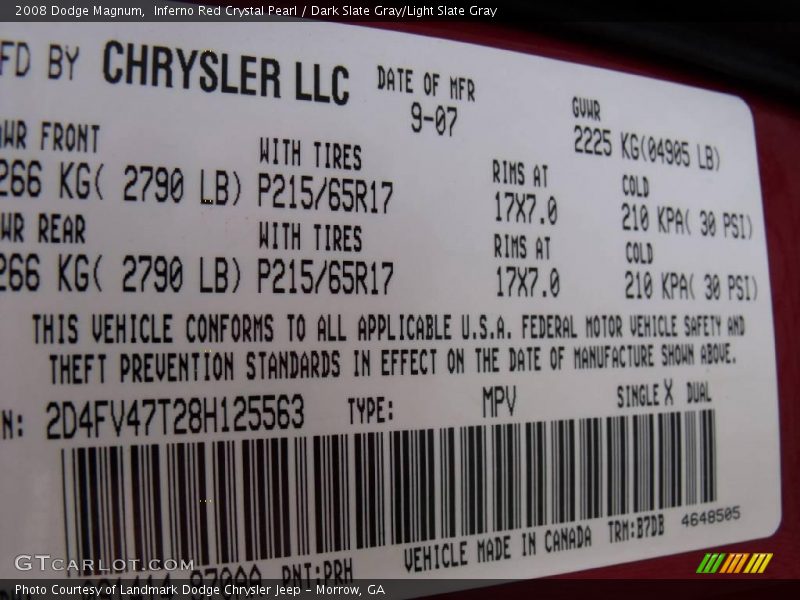 2008 Dodge Magnum, Inferno Red Crystal Pearl / Dark Slate Gray/Light Slate Gray
FD BY CHRYSLER LLC DATE OF MFR GVWR
9-07 2225 KG(04905 LB)
WR FRONT WITH TIRES RIMS AT COLD
266 KG( 2790 LB) P215/65R17 17X7.0 210 KPA( 30 PSI)
WR REAR WITH TIRES RIMS AT COLD
266 KG( 2790 LB) P215/65R17 17X7.0 210 KPA( 30 PSI)
THIS VEHICLE CONFORMS TO ALL APPLICABLE U.S.A. FEDERAL MOTOR VEHICLE SAFETY AND
THEFT PREVENTION STANDARDS IN EFFECT ON THE DATE OF MANUFACTURE SHOWN ABOVE.
N: 2D4FV47T28H125563 TYPE: MPV SINGLE X DUAL
VEHICLE MADE IN CANADA TRM:B7DB 4648505
PNT:PRH
GTCARLOT.COM
Photo Courtesy of Landmark Dodge Chrysler Jeep - Morrow, GA